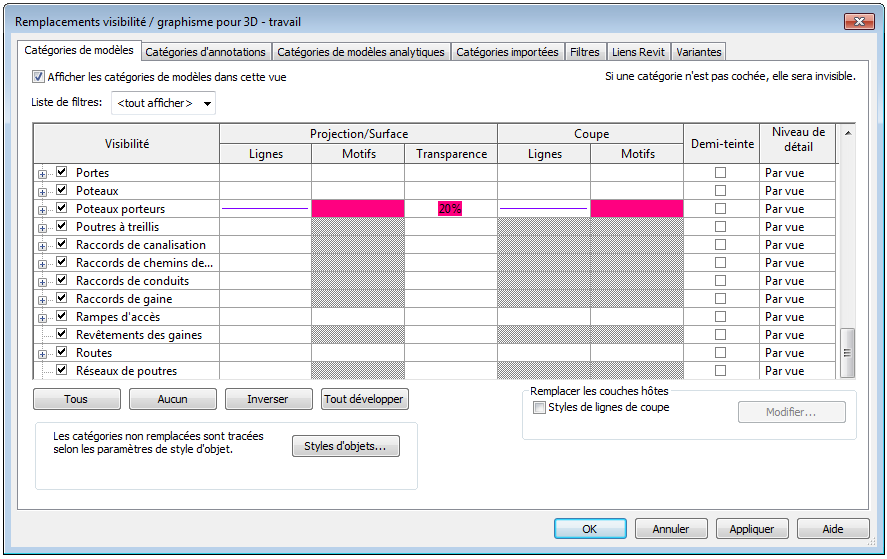 Remplacements visibilité / graphisme pour 3D - travail
Catégories de modèles Catégories d'annotations Catégories de modèles analytiques Catégories importées Filtres Liens Revit Variantes
Afficher les catégories de modèles dans cette vue Si une catégorie n'est pas cochée, elle sera invisible.
Liste de filtres: <tout afficher>
Visibilité Projection/Surface Coupe Demi-teinte Niveau de détail
Lignes Motifs Transparence Lignes Motifs
Portes Par vue
Poteaux Par vue
Poteaux porteurs 20% Par vue
Poutres à treillis Par vue
Raccords de canalisation Par vue
Raccords de chemins de... Par vue
Raccords de conduits Par vue
Raccords de gaine Par vue
Rampes d'accès Par vue
Revêtements des gaines Par vue
Routes Par vue
Réseaux de poutres Par vue
Tous Aucun Inverser Tout développer
Remplacer les couches hôtes
Styles de lignes de coupe Modifier...
Les catégories non remplacées sont tracées
selon les paramètres de style d'objet.
Styles d'objets...
OK Annuler Appliquer Aide